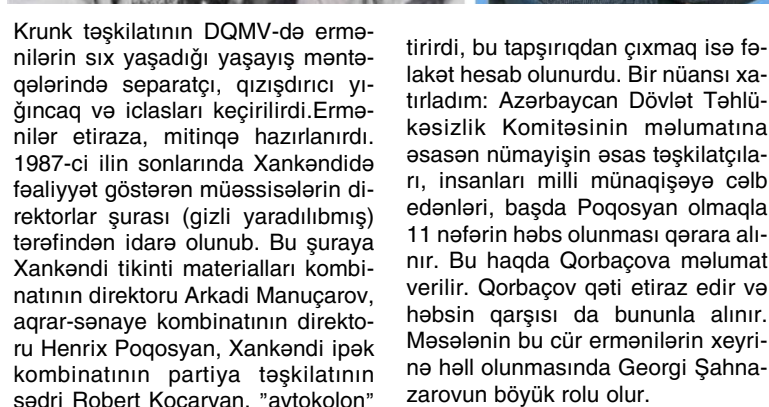 Krunk təşkilatının DQMV-də ermə-
nilərin sıx yaşadığı yaşayış məntə-
qələrində separatçı, qızışdırıcı yı-
ğıncaq və iclasları keçirilirdi.Ermə-
nilər etiraza, mitinqə hazırlanırdı.
1987-ci ilin sonlarında Xankəndidə
fəaliyyət göstərən müəssisələrin di-
rektorlar şurası (gizli yaradılıbmış)
tərəfindən idarə olunub. Bu şuraya
Xankəndi tikinti materialları kombi-
natının direktoru Arkadi Manuçarov,
aqrar-sənaye kombinatının direkto-
ru Henrix Poqosyan, Xankəndi ipək
kombinatının partiya təşkilatının
sədri Robert Koçaryan, ”avtokolon”
tirirdi, bu tapşırıqdan çıxmaq isə fə-
lakət hesab olunurdu. Bir nüansı xa-
tırladım: Azərbaycan Dövlət Təhlü-
kəsizlik Komitəsinin məlumatına
əsasən nümayişin əsas təşkilatçıla-
rı, insanları milli münaqişəyə cəlb
edənləri, başda Poqosyan olmaqla
11 nəfərin həbs olunması qərara alı-
nır. Bu haqda Qorbaçova məlumat
verilir. Qorbaçov qəti etiraz edir və
həbsin qarşısı da bununla alınır.
Məsələnin bu cür ermənilərin xeyri-
nə həll olunmasında Georgi Şahna-
zarovun böyük rolu olur.